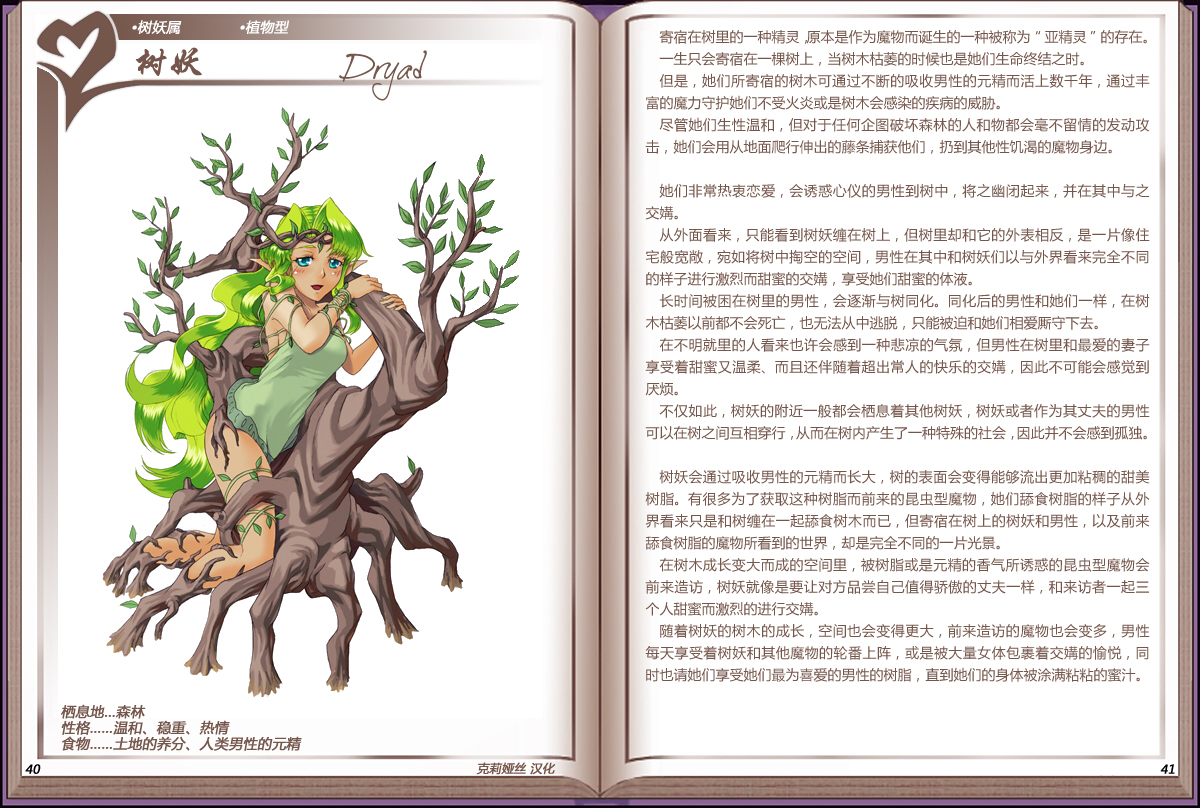 •树妖属 •植物型
树妖 Dryad
栖息地...森林
性格......温和、稳重、热情
食物......土地的养分、人类男性的元精
40 克莉娅丝 汉化
寄宿在树里的一种精灵，原本是作为魔物而诞生的一种被称为“亚精灵”的存在。
一生只会寄宿在一棵树上，当树木枯萎的时候也是她们生命终结之时。
但是，她们所寄宿的树木可通过不断的吸收男性的元精而活上数千年，通过丰
富的魔力守护她们不受火炎或是树木会感染的疾病的威胁。
尽管她们生性温和，但对于任何企图破坏森林的人和物都会毫不留情的发动攻
击，她们会用从地面爬行伸出的藤条捕获他们，扔到其他性饥渴的魔物身边。
她们非常热衷恋爱，会诱惑心仪的男性到树中，将之幽闭起来，并在其中与之
交媾。
从外面看来，只能看到树妖缠在树上，但树里却和它的外表相反，是一片像住
宅般宽敞，宛如将树中掏空的空间，男性在其中和树妖们以与外界看来完全不同
的样子进行激烈而甜蜜的交媾，享受她们甜蜜的体液。
长时间被困在树里的男性，会逐渐与树同化。同化后的男性和她们一样，在树
木枯萎以前都不会死亡，也无法从中逃脱，只能被迫和她们相爱厮守下去。
在不明就里的人看来也许会感到一种悲凉的气氛，但男性在树里和最爱的妻子
享受着甜蜜又温柔、而且还伴随着超出常人的快乐的交媾，因此不可能会感觉到
厌烦。
不仅如此，树妖的附近一般都会栖息着其他树妖，树妖或者作为其丈夫的男性
可以在树之间互相穿行，从而在树内产生了一种特殊的社会，因此并不会感到孤独。
树妖会通过吸收男性的元精而长大，树的表面会变得能够流出更加粘稠的甜美
树脂。有很多为了获取这种树脂而前来的昆虫型魔物，她们舔食树脂的样子从外
界看来只是和树缠在一起舔食树木而已，但寄宿在树上的树妖和男性，以及前来
舔食树脂的魔物所看到的世界，却是完全不同的一片光景。
在树木成长变大而成的空间里，被树脂或是元精的香气所诱惑的昆虫型魔物会
前来造访，树妖就像是要让对方品尝自己值得骄傲的丈夫一样，和来访者一起三
个人甜蜜而激烈的进行交媾。
随着树妖的树木的成长，空间也会变得更大，前来造访的魔物也会变多，男性
每天享受着树妖和其他魔物的轮番上阵，或是被大量女体包裹着交媾的愉悦，同
时也请她们享受她们最为喜爱的男性的树脂，直到她们的身体被涂满粘粘的蜜汁。
41